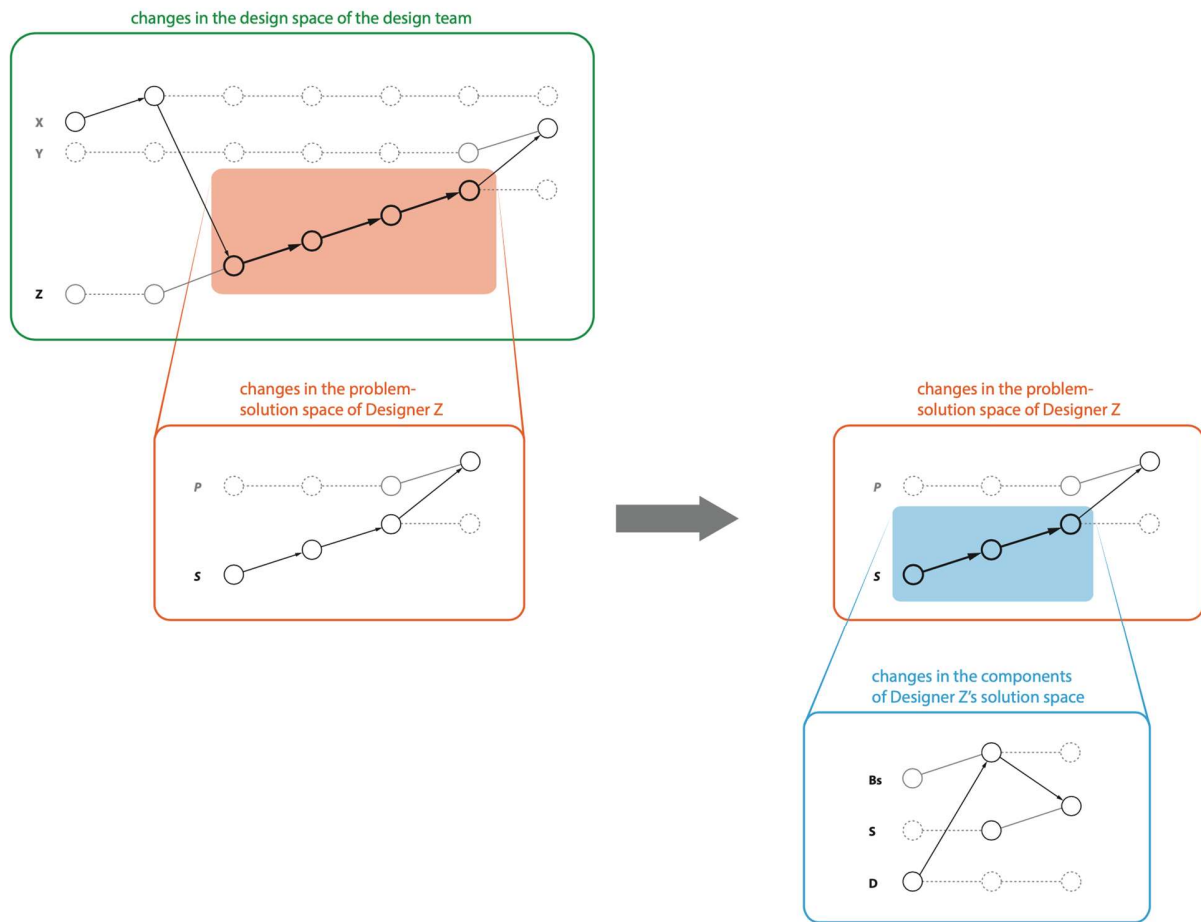 changes in the design space of the design team
X
Y
Z
changes in the problem-
solution space of Designer Z
P
S
changes in the problem-
solution space of Designer Z
P
S
changes in the components
of Designer Z's solution space
Bs
S
D